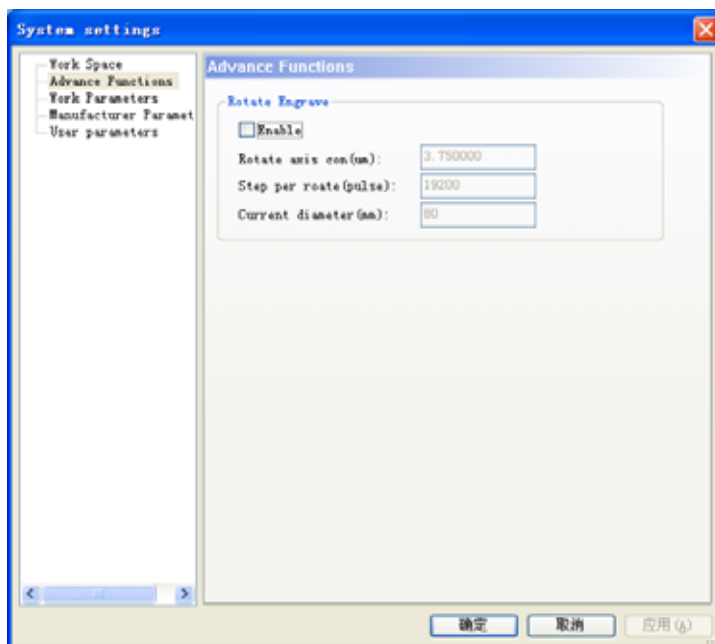 System settings
Work Space
Advance Functions
Work Parameters
Manufacturer Paramet
User parameters
Advance Functions
Rotate Engrave
Enable
Rotate axis con(um):
3.750000
Step per roate(pulse):
19200
Current diameter(mm):
80
确定
取消
应用(A)